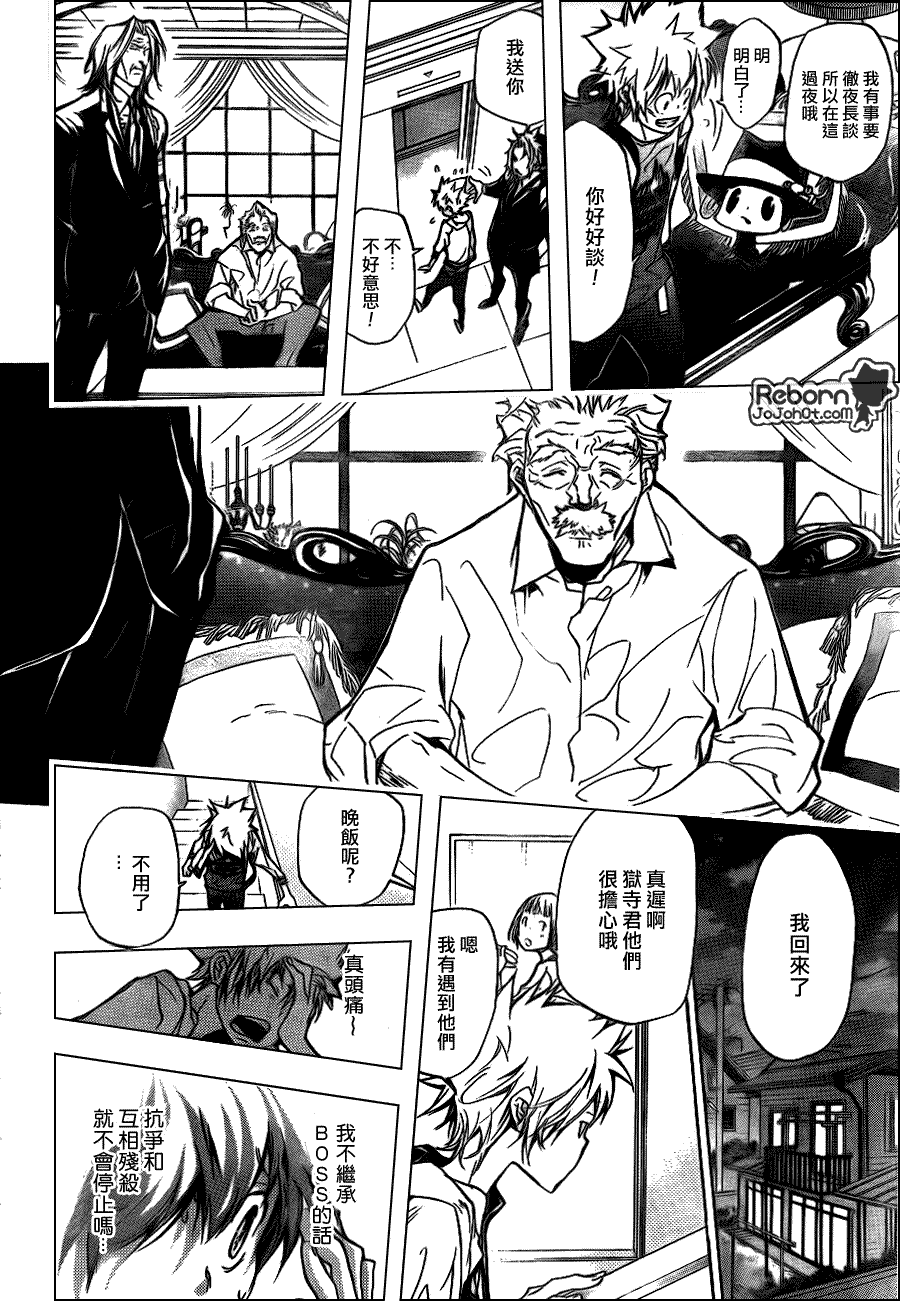 我有事要
徹夜長談
所以在這
過夜哦
明
明白了…
你好好談！
我送你
不…
不好意思！
Reborn
JoJoHOt.coM
我回來了
真遲啊
獄寺君他們
很擔心哦
嗯
我有遇到他們
晚飯呢？
…
不用了
真頭痛~
我不繼承
BOSS的話
抗爭和
互相殘殺
就不會停止嗎…